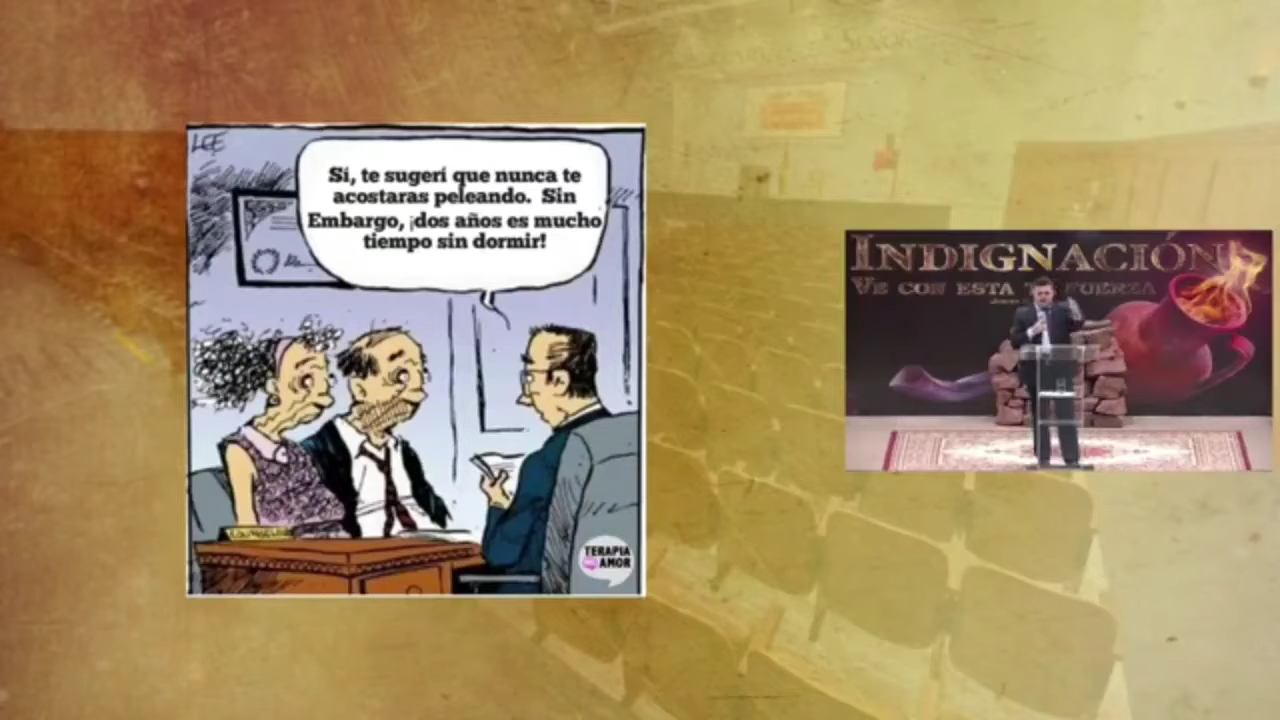 LEE
Sí, te sugerí que nunca te
acostaras peleando. Sin
Embargo, ¡dos años es mucho
tiempo sin dormir!
TERAPIA
AMOR
INDIGNACIÓN
VE CON ESTA TU FUERZA